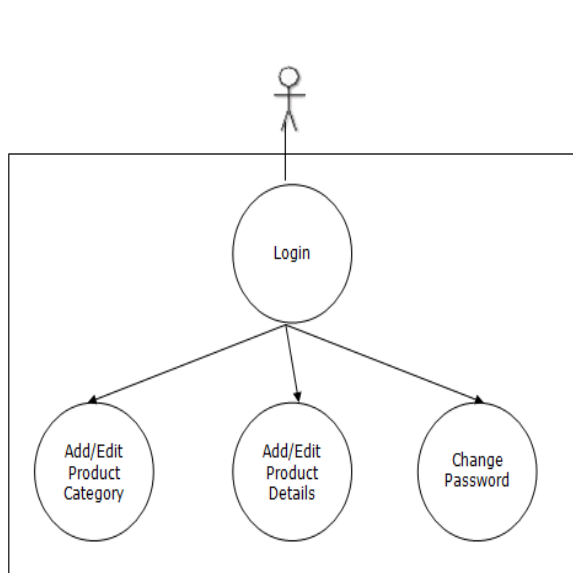 Login
Add/Edit
Product
Category
Add/Edit
Product
Details
Change
Password